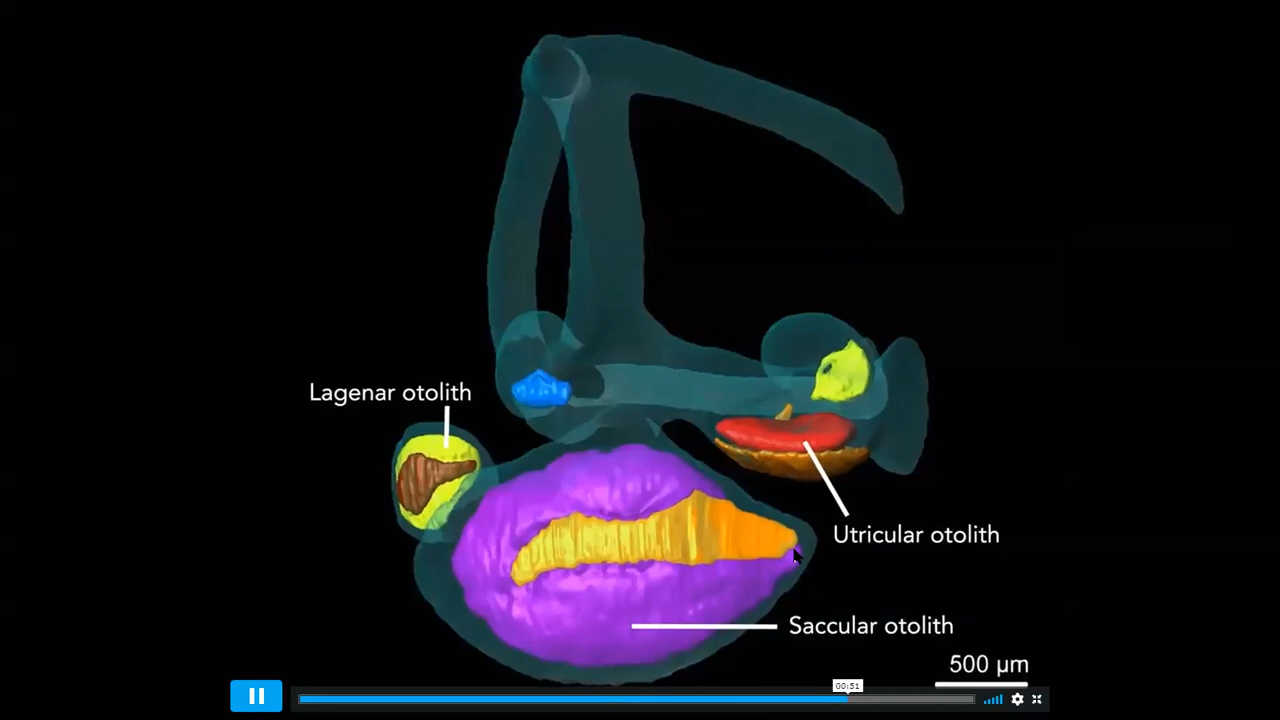 Lagenar otolith
Utricular otolith
Saccular otolith
500 µm
00:51